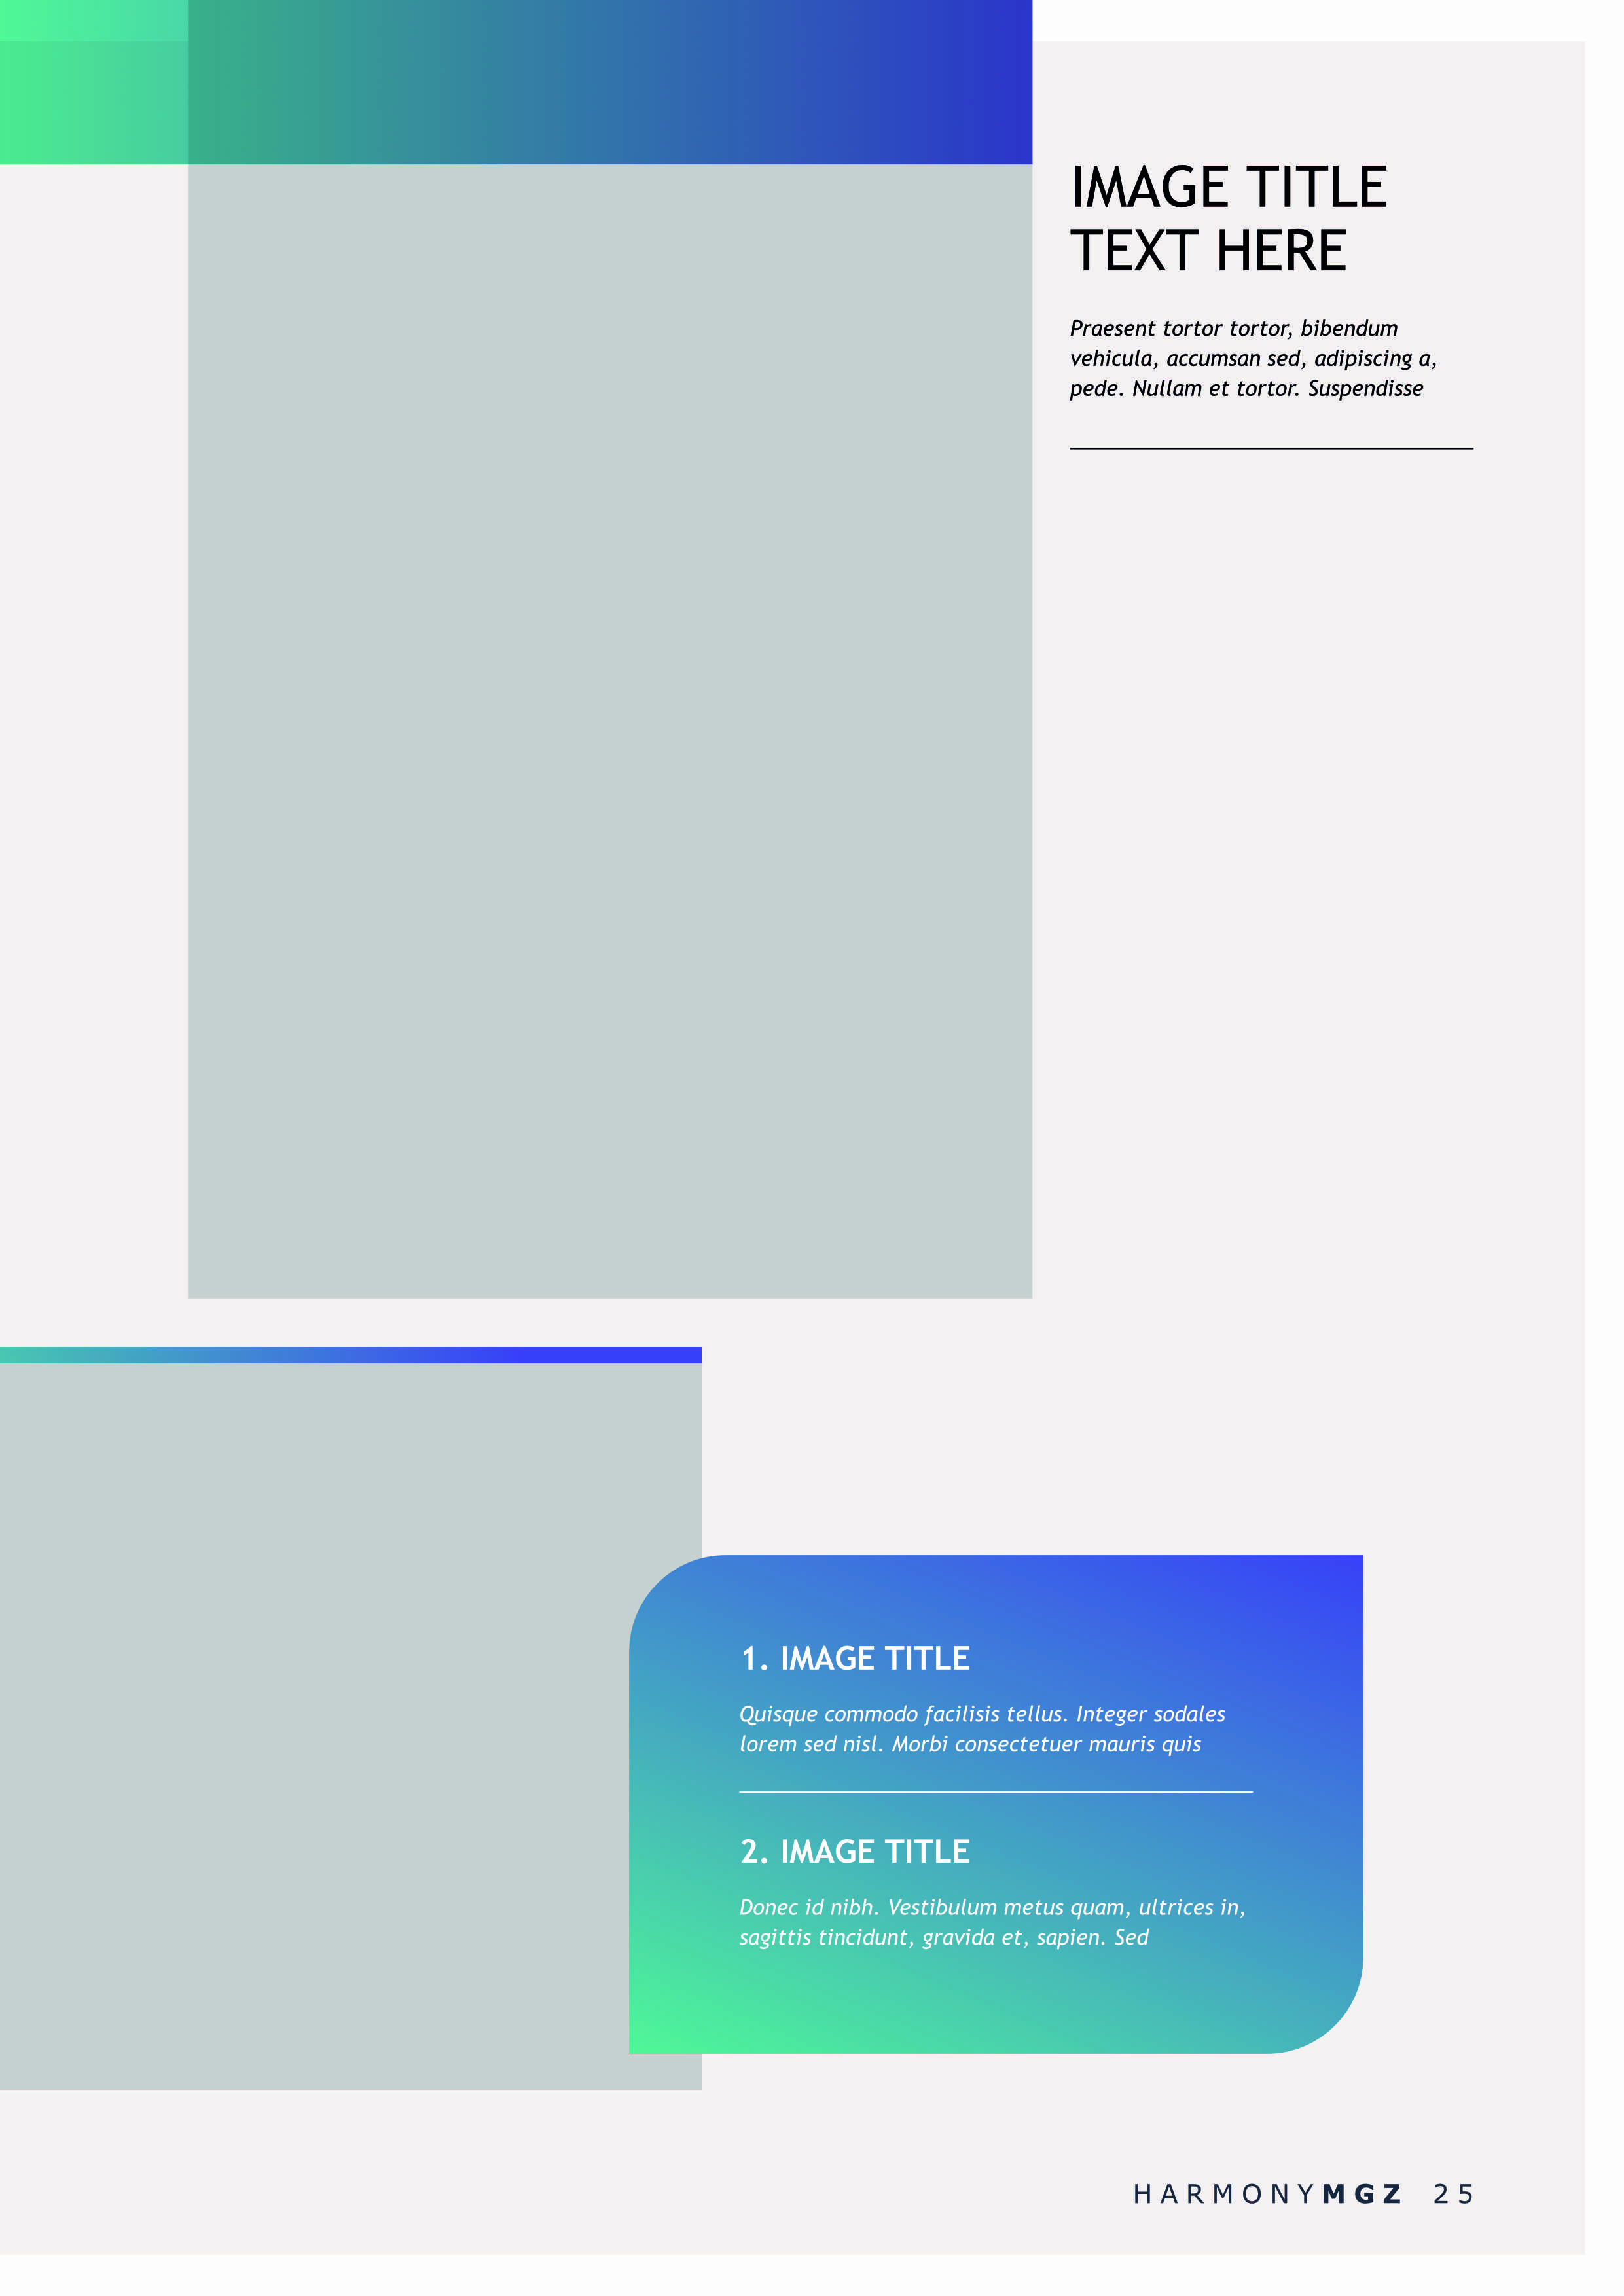 IMAGE TITLE
TEXT HERE
Praesent tortor tortor, bibendum
vehicula, accumsan sed, adipiscing a,
pede. Nullam et tortor. Suspendisse
1. IMAGE TITLE
Quisque commodo facilisis tellus. Integer sodales
lorem sed nisl. Morbi consectetuer mauris quis
2. IMAGE TITLE
Donec id nibh. Vestibulum metus quam, ultrices in,
sagittis tincidunt, gravida et, sapien. Sed
HARMONYMGZ 25